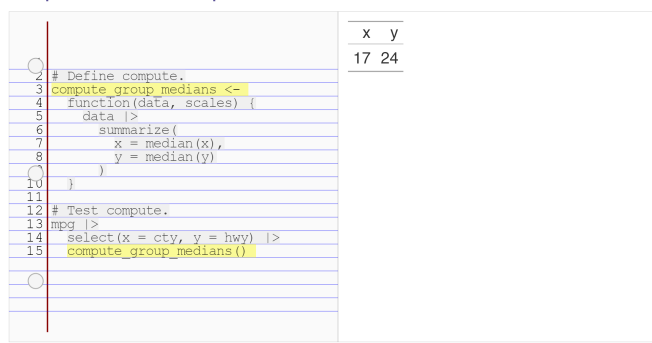 2 # Define compute.
3 compute_group_medians <-
4   function(data, scales) {
5     data |>
6       summarize(
7         x = median(x),
8         y = median(y)
      )
10   }
11
12 # Test compute.
13 mpg |>
14   select(x = cty, y = hwy) |>
15   compute_group_medians()
x y
17 24